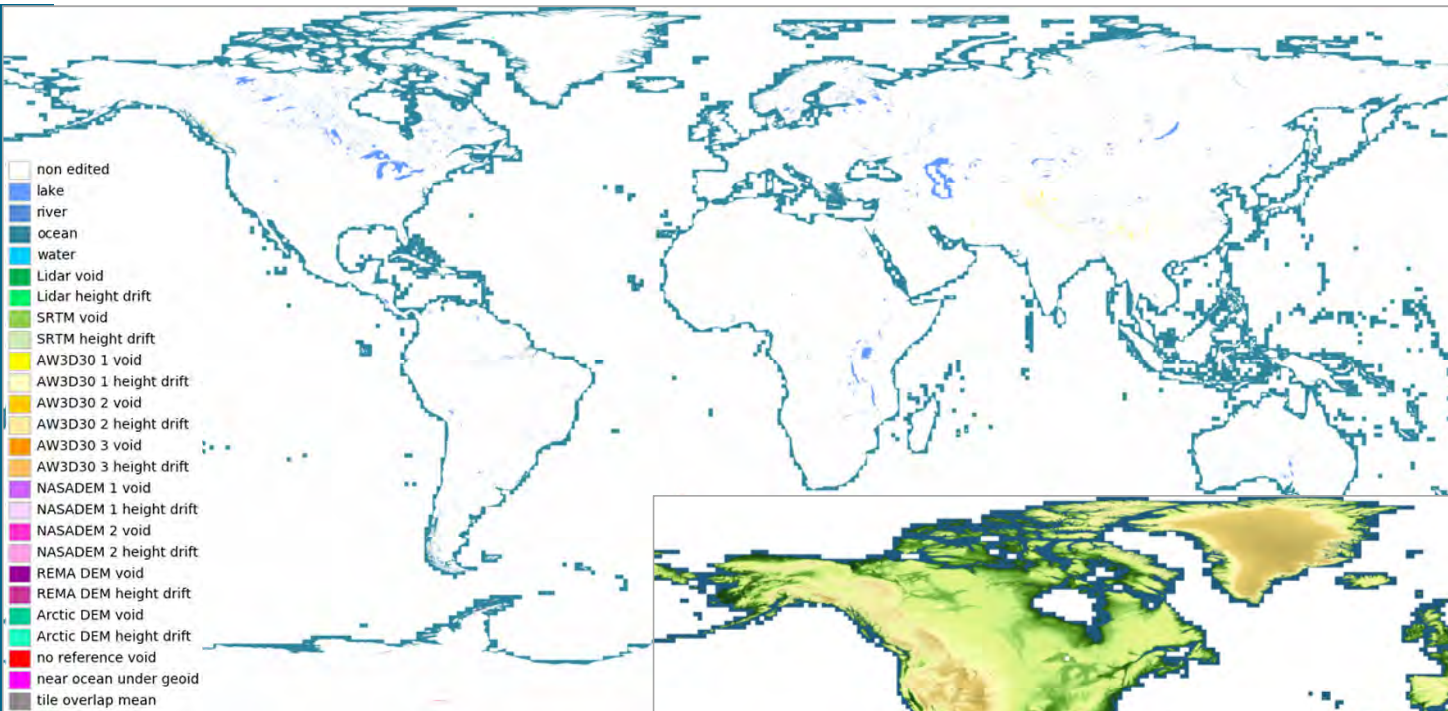 non edited
lake
river
ocean
water
Lidar void
Lidar height drift
SRTM void
SRTM height drift
AW3D30 1 void
AW3D30 1 height drift
AW3D30 2 void
AW3D30 2 height drift
AW3D30 3 void
AW3D30 3 height drift
NASADEM 1 void
NASADEM 1 height drift
NASADEM 2 void
NASADEM 2 height drift
REMA DEM void
REMA DEM height drift
Arctic DEM void
Arctic DEM height drift
no reference void
near ocean under geoid
tile overlap mean